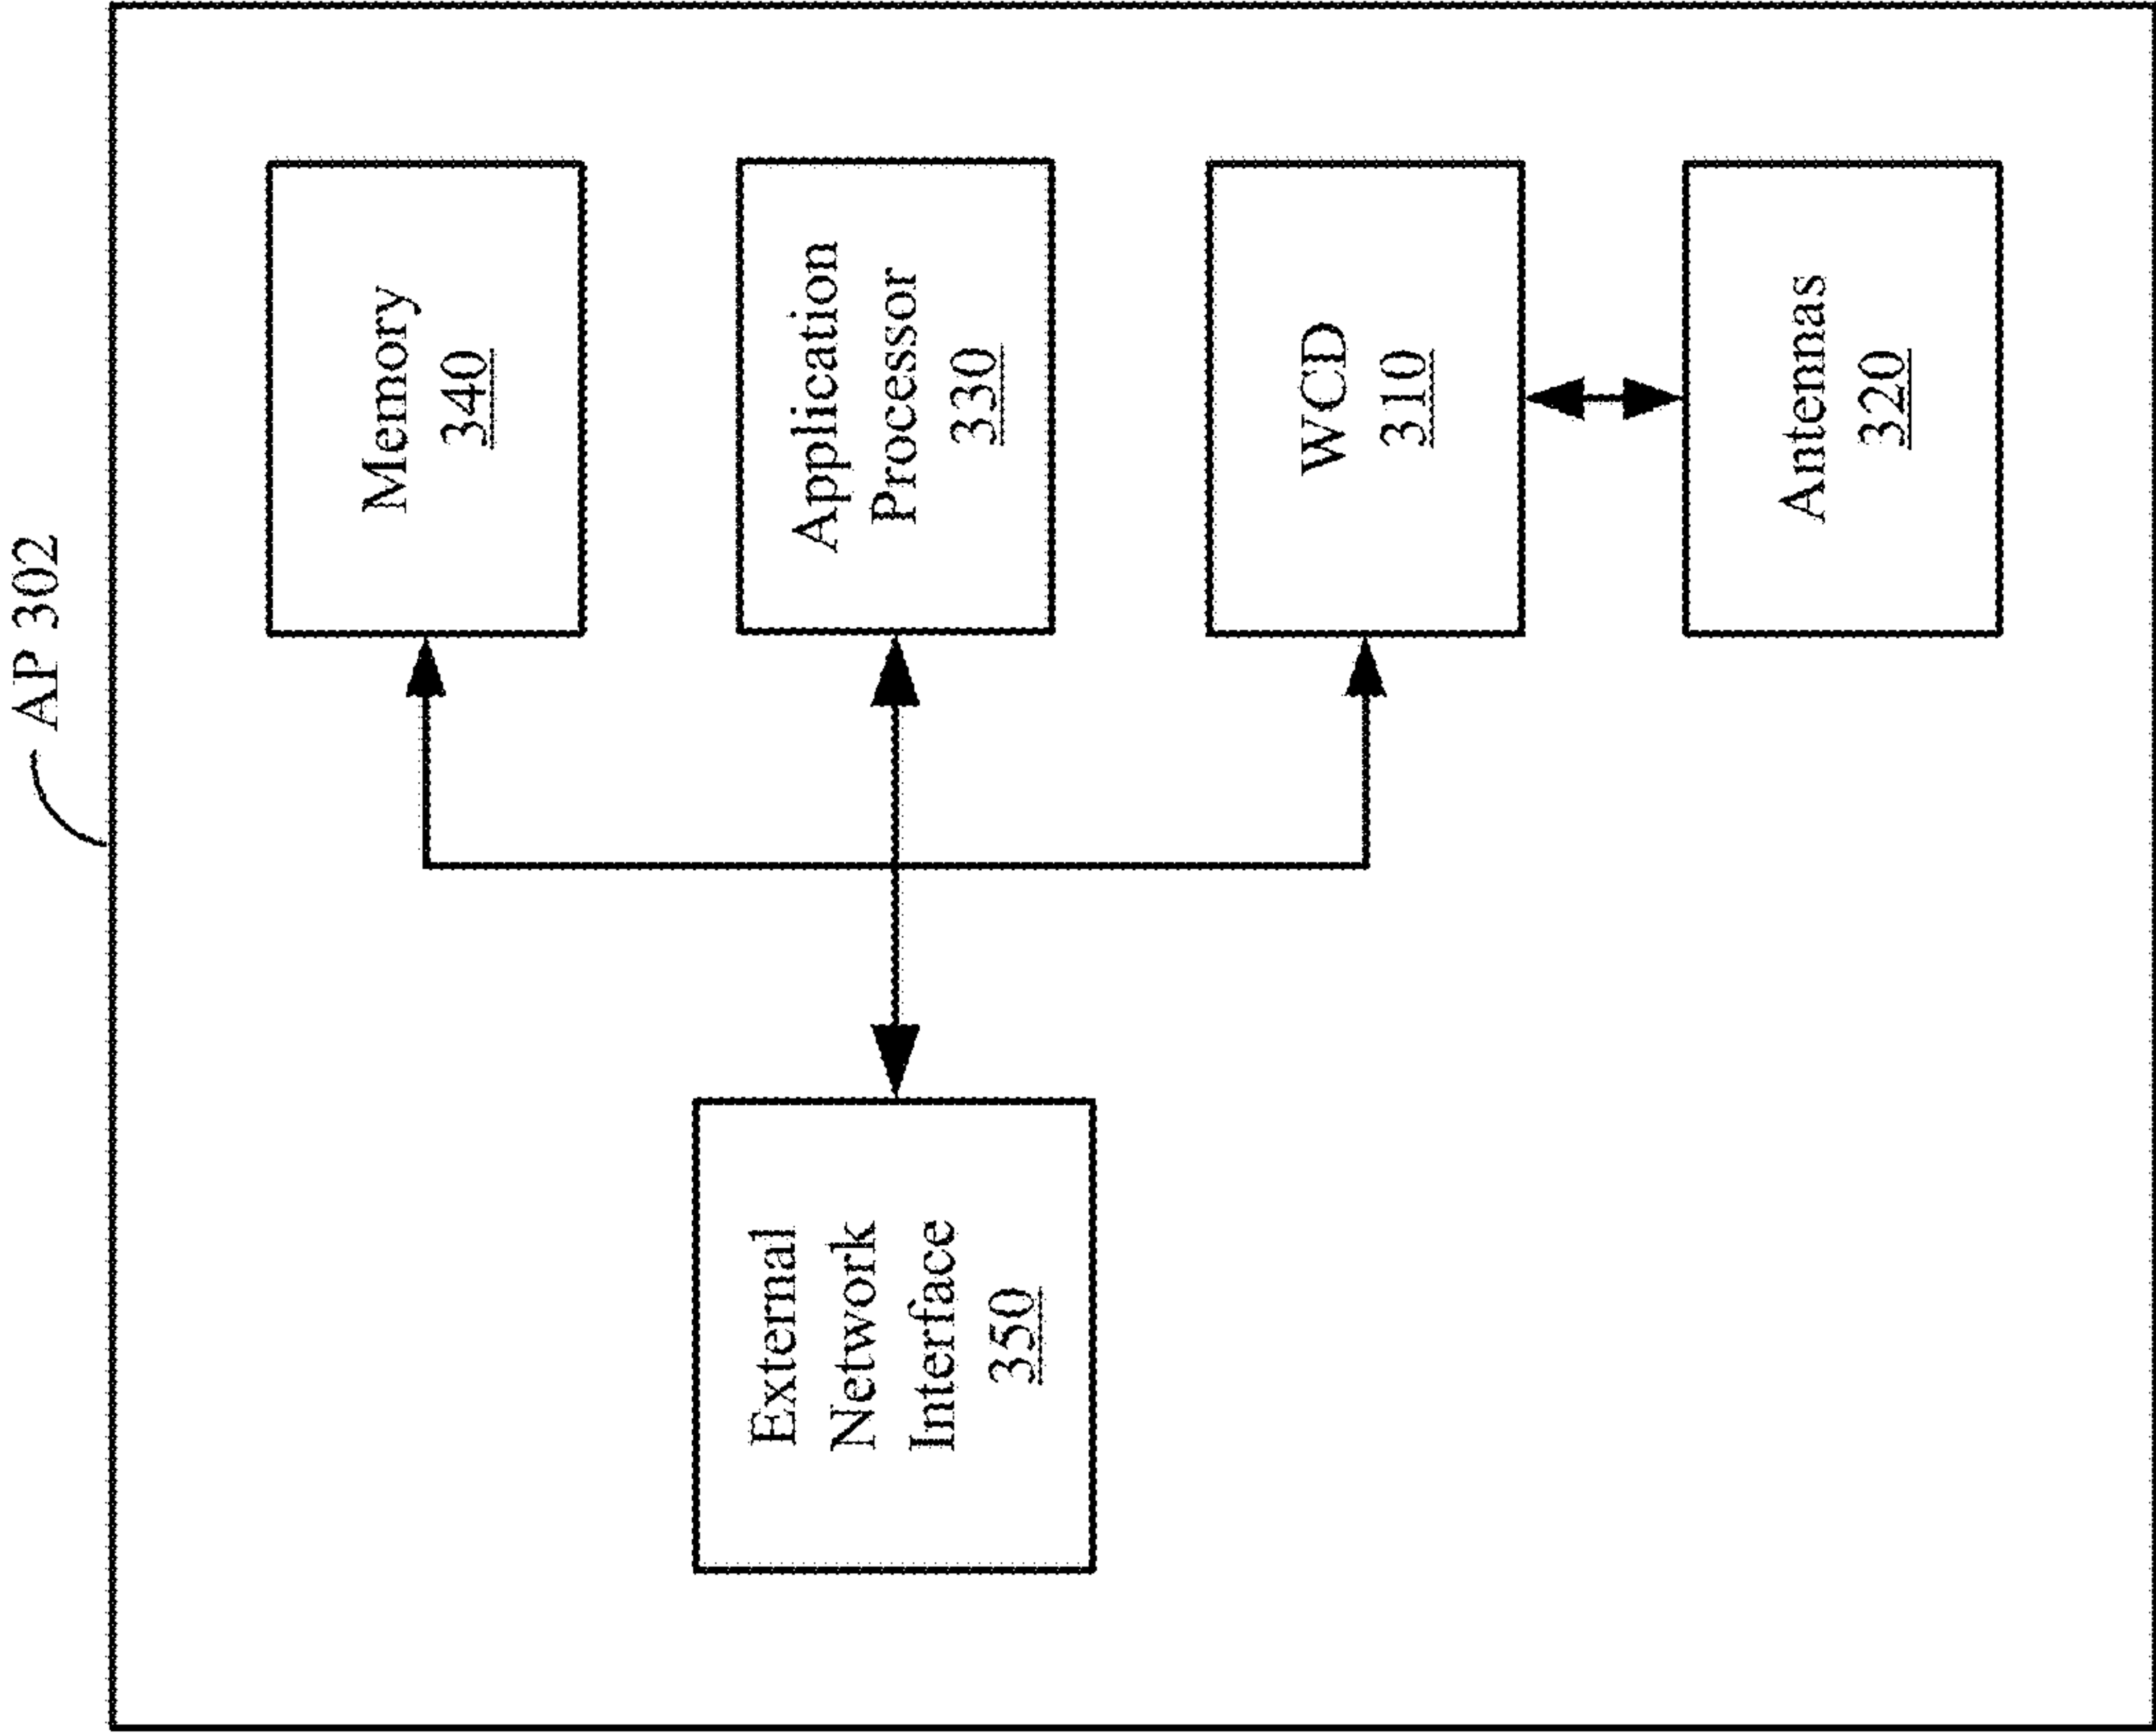 AP 302
Memory
340
Application
Processor
330
WCD
310
Antennas
320
External
Network
Interface
350